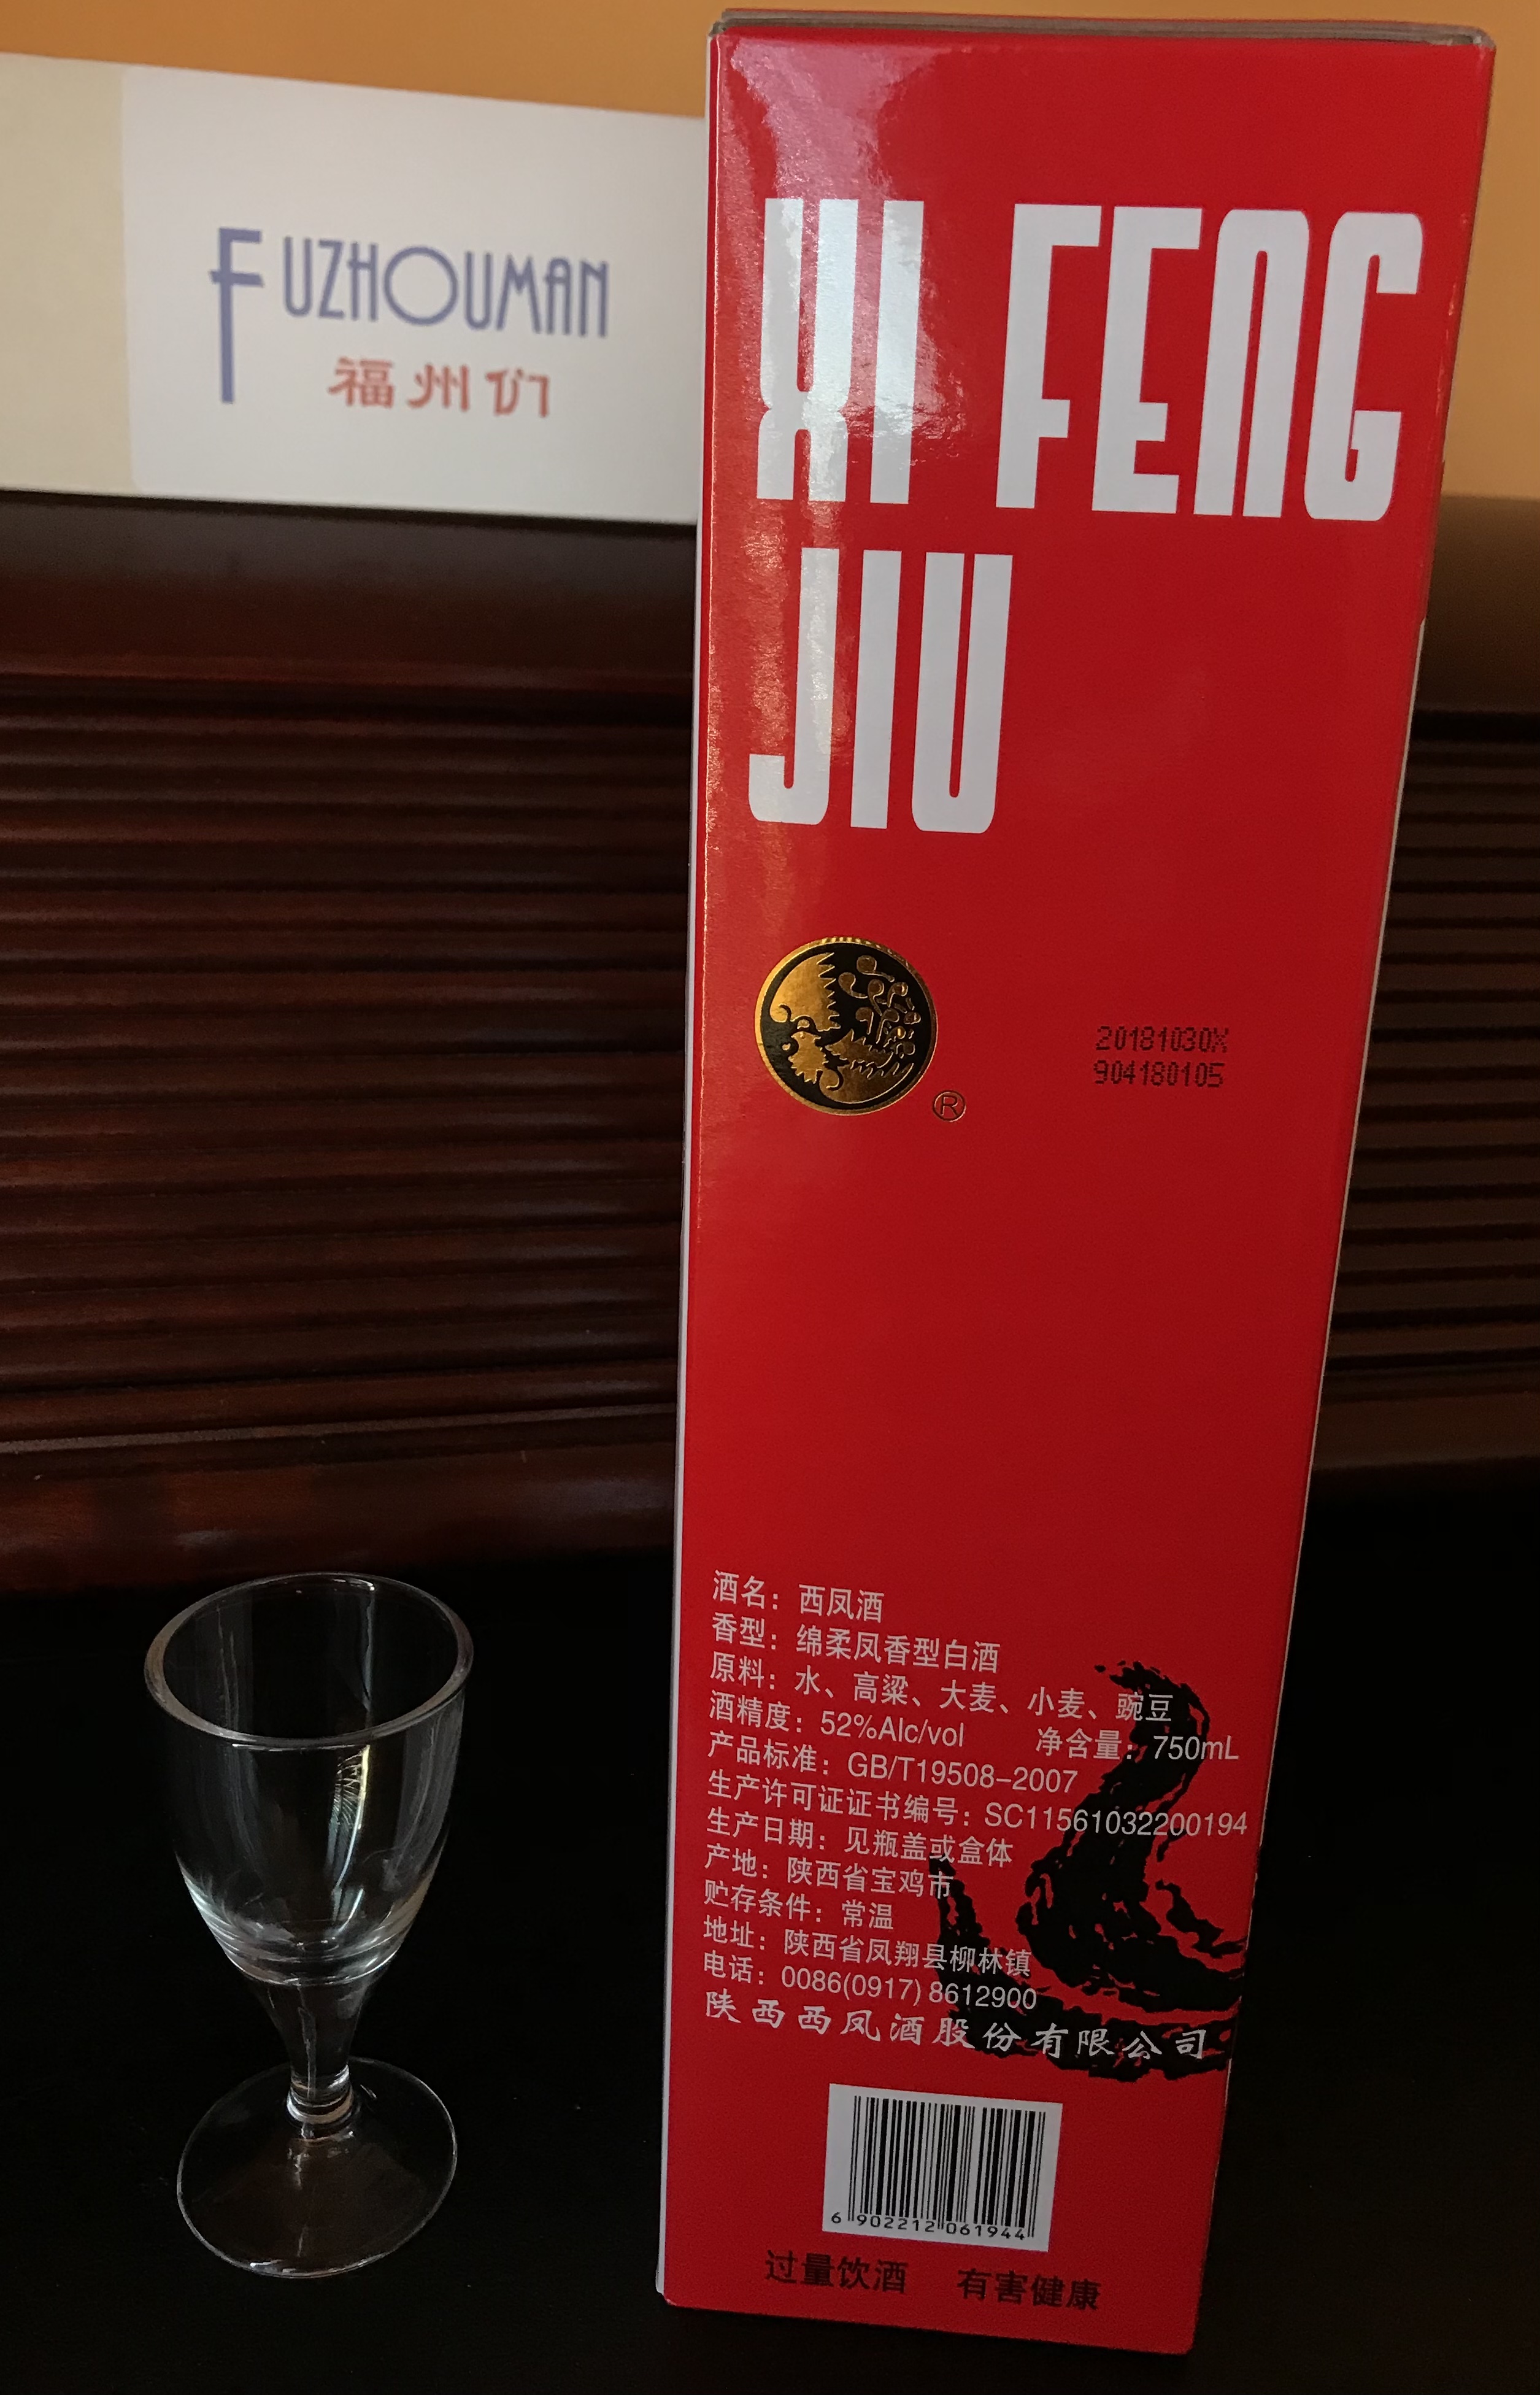 FUZHOUMAN
福州们
XI FENG
JIU
®
20181030X
904180105
酒名：西凤酒
香型：绵柔凤香型白酒
原料：水、高粱、大麦、小麦、豌豆
酒精度：52%Alc/vol 净含量：750mL
产品标准：GB/T19508-2007
生产许可证证书编号：SC11561032200194
生产日期：见瓶盖或盒体
产地：陕西省宝鸡市
贮存条件：常温
地址：陕西省凤翔县柳林镇
电话：0086(0917) 8612900
陕西西凤酒股份有限公司
6 902212 061944
过量饮酒 有害健康